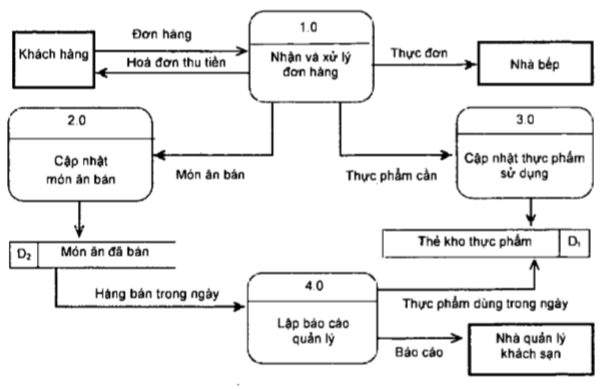 Đơn hàng
1.0
Khách hàng
Hoá đơn thu tiền
Nhận và xử lý
đơn hàng
Thực đơn
Nhà bếp
2.0
3.0
Cập nhật
món ăn bán
Món ăn bán
Thực phẩm cần
Cập nhật thực phẩm
sử dụng
D₂
Món ăn đã bán
Thẻ kho thực phẩm
D₁
Hàng bán trong ngày
4.0
Thực phẩm dùng trong ngày
Lập báo cáo
quản lý
Báo cáo
Nhà quản lý
khách sạn